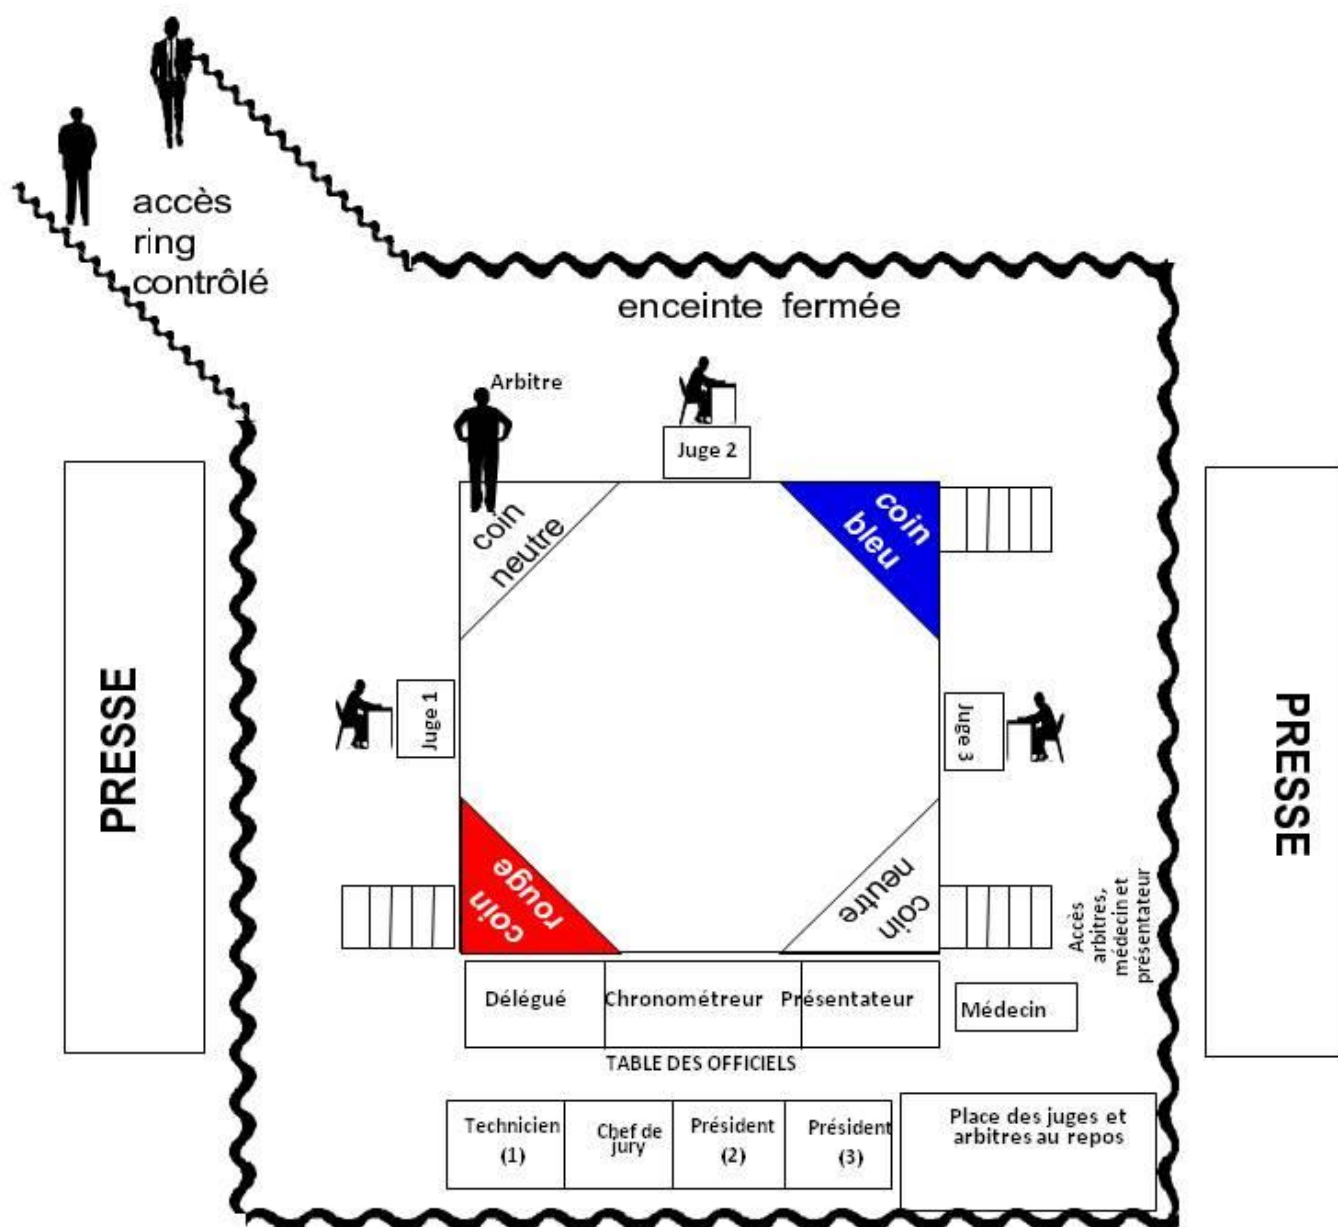 accès
ring
contrôlé
enceinte fermée
Arbitre
Juge 2
coin
neutre
coin
bleu
PRESSE
Juge 1
Juge 3
PRESSE
coin
rouge
coin
neutre
Accès
arbitres,
médecin et
présentateur
Délégué
Chronométreur
Présentateur
Médecin
TABLE DES OFFICIELS
Technicien
(1)
Chef de
jury
Président
(2)
Président
(3)
Place des juges et
arbitres au repos